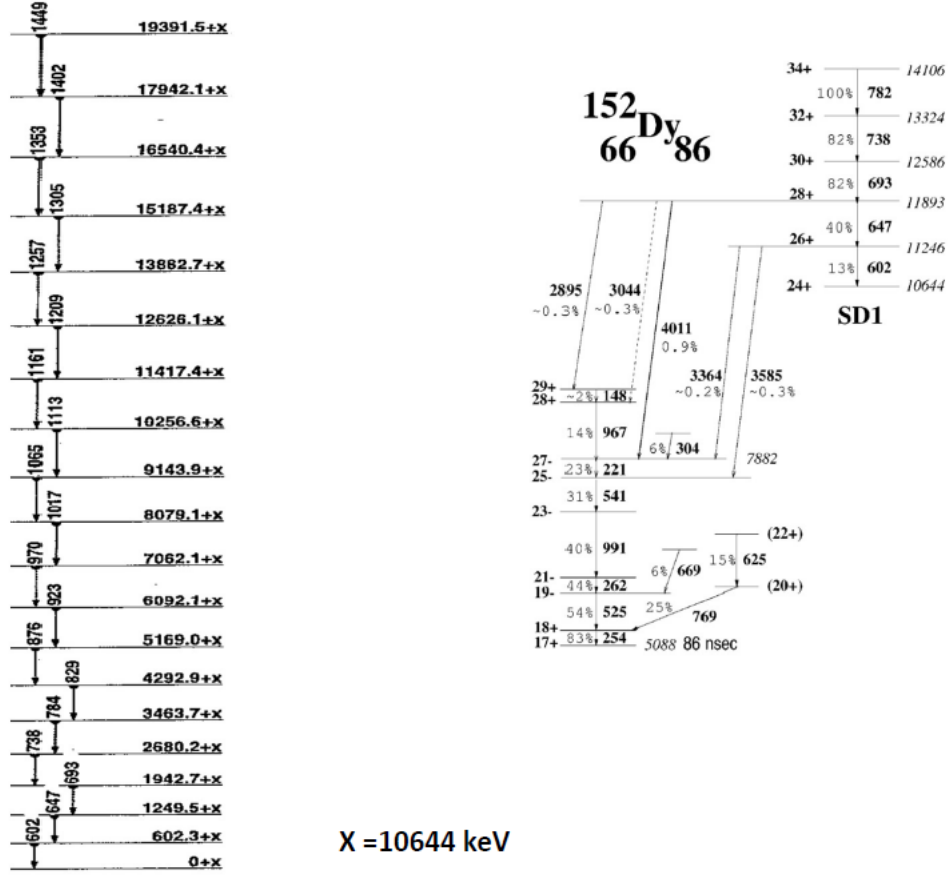 1449
19391.5+x
1402
17942.1+x
1353
16540.4+x
1305
15187.4+x
1257
13882.7+x
1209
12626.1+x
1161
11417.4+x
1113
10256.6+x
1065
9143.9+x
1017
8079.1+x
970
7062.1+x
923
6092.1+x
876
5169.0+x
829
4292.9+x
784
3463.7+x
738
2680.2+x
693
1942.7+x
647
1249.5+x
602
602.3+x
0+x
152
66 Dy 86
34+ 14106
100% 782
32+ 13324
82% 738
30+ 12586
82% 693
28+ 11893
40% 647
26+ 11246
13% 602
24+ 10644
SD1
2895
~0.3%
3044
~0.3%
4011
0.9%
3364
~0.2%
3585
~0.3%
29+
~2% 148
28+
14% 967
6% 304
27- 7882
23% 221
25-
31% 541
23-
(22+)
40% 991
6% 669
15% 625
21-
44% 262
(20+)
19-
54% 525
25% 769
18+
83% 254
17+ 5088 86 nsec
X =10644 keV